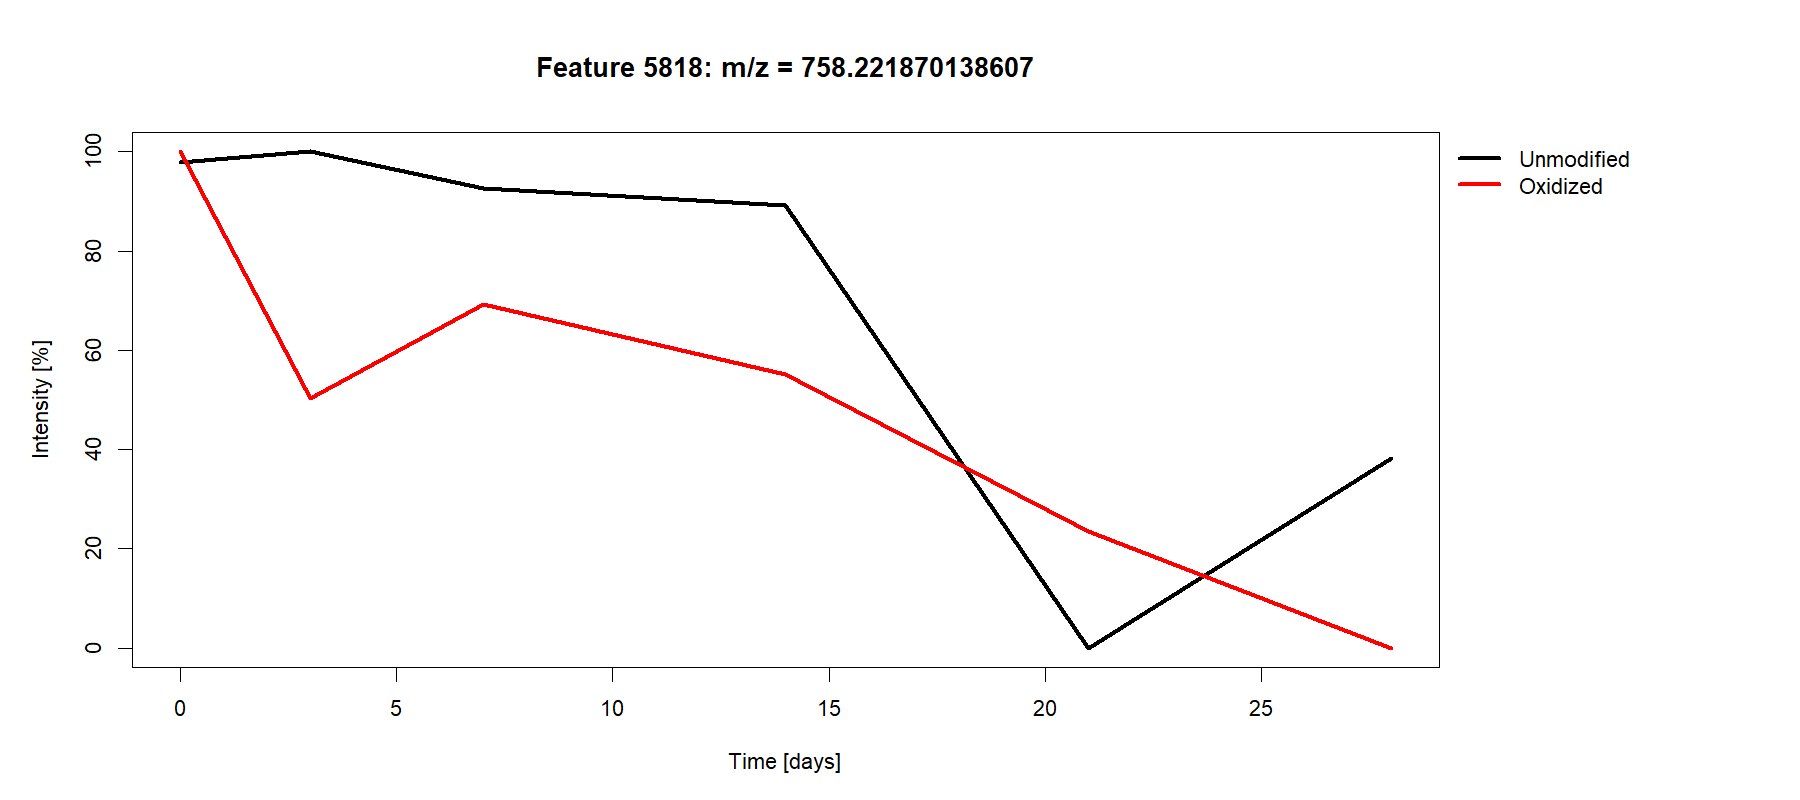 Feature 5818: m/z = 758.221870138607
Unmodified
Oxidized
Intensity [%]
100
80
60
40
20
0
0 5 10 15 20 25
Time [days]